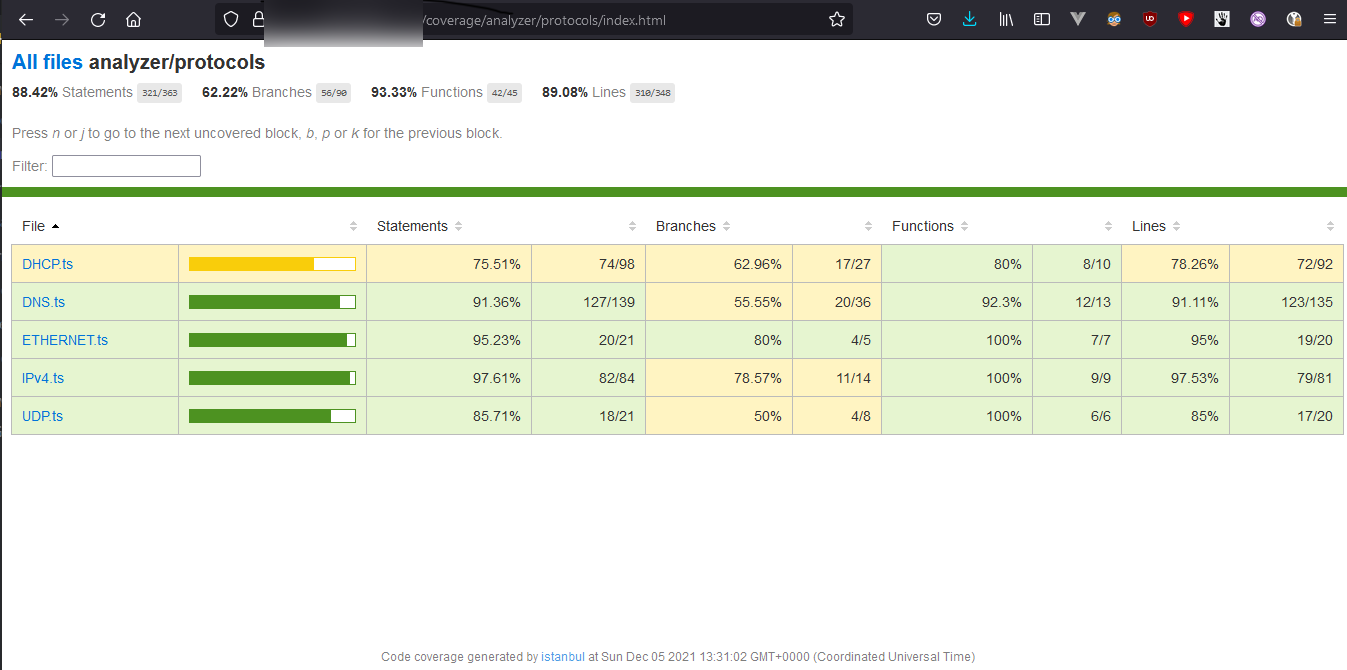 /coverage/analyzer/protocols/index.html
All files analyzer/protocols
88.42% Statements 321/363 62.22% Branches 56/90 93.33% Functions 42/45 89.08% Lines 310/348
Press n or j to go to the next uncovered block, b, p or k for the previous block.
Filter:
File Statements Branches Functions Lines
DHCP.ts 75.51% 74/98 62.96% 17/27 80% 8/10 78.26% 72/92
DNS.ts 91.36% 127/139 55.55% 20/36 92.3% 12/13 91.11% 123/135
ETHERNET.ts 95.23% 20/21 80% 4/5 100% 7/7 95% 19/20
IPv4.ts 97.61% 82/84 78.57% 11/14 100% 9/9 97.53% 79/81
UDP.ts 85.71% 18/21 50% 4/8 100% 6/6 85% 17/20
Code coverage generated by istanbul at Sun Dec 05 2021 13:31:02 GMT+0000 (Coordinated Universal Time)